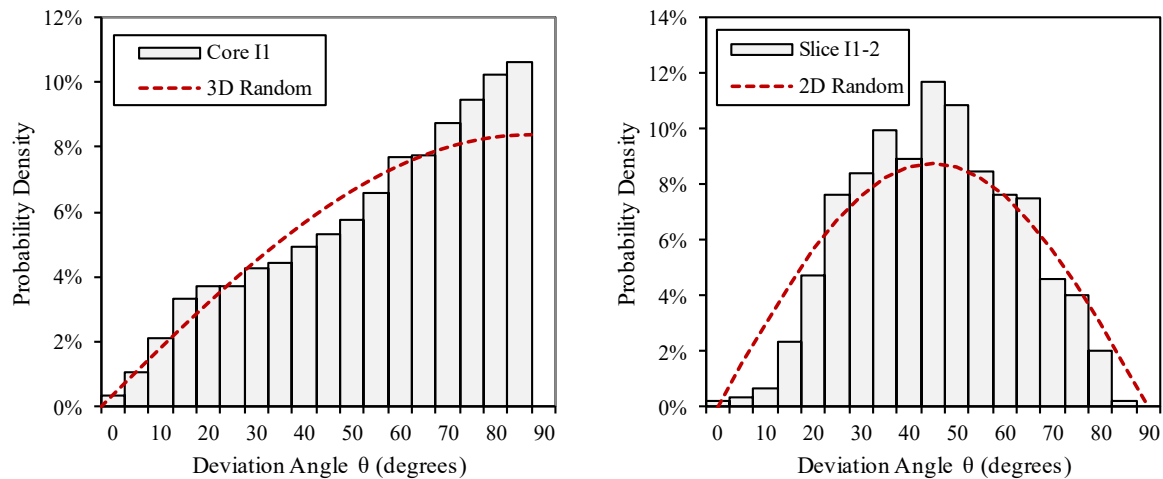 12%
10%
8%
6%
4%
2%
0%
Probability Density
Core I1
3D Random
0 10 20 30 40 50 60 70 80 90
Deviation Angle θ (degrees)
14%
12%
10%
8%
6%
4%
2%
0%
Probability Density
Slice I1-2
2D Random
0 10 20 30 40 50 60 70 80 90
Deviation Angle θ (degrees)